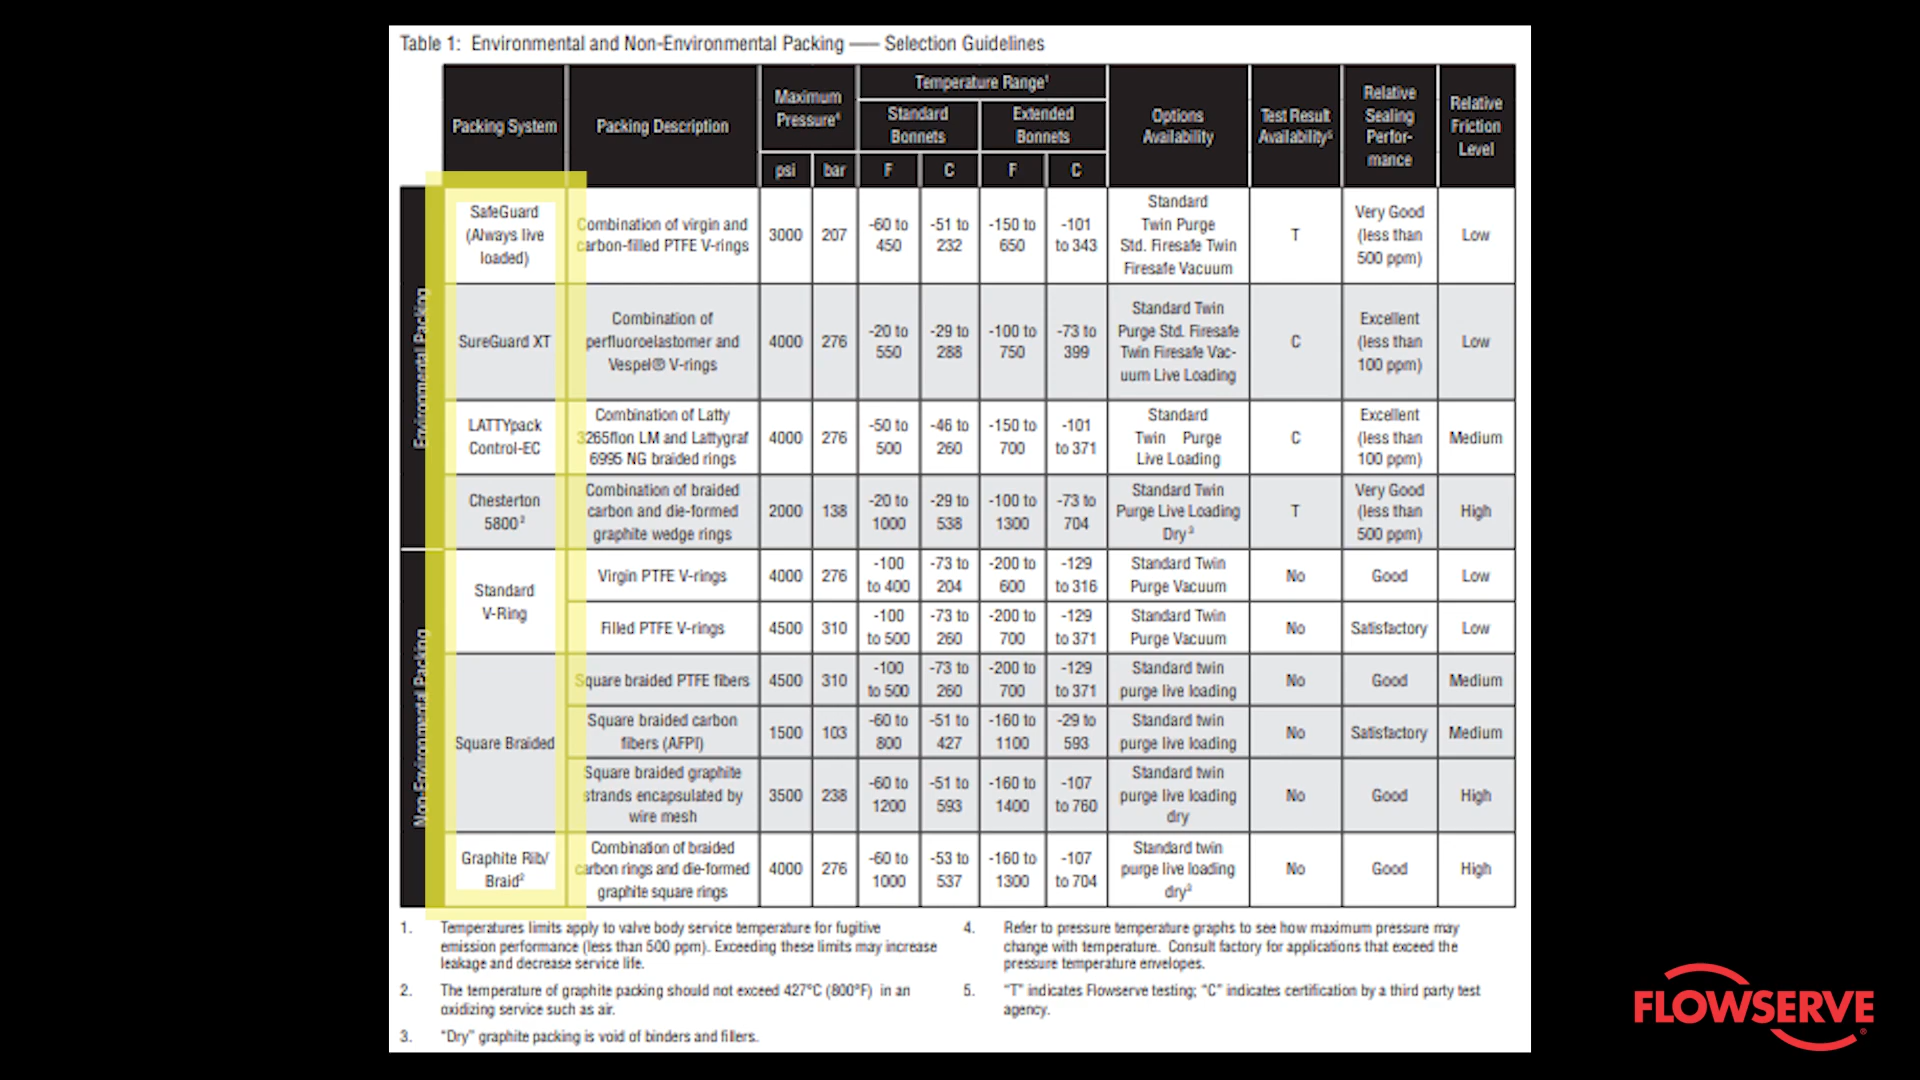 Table 1: Environmental and Non-Environmental Packing —— Selection Guidelines
Packing System
Packing Description
Maximum
Pressure⁴
Temperature Range¹
Standard
Bonnets
Extended
Bonnets
Options
Availability
Test Result
Availability⁵
Relative
Sealing
Perfor-
mance
Relative
Friction
Level
psi
bar
F
C
F
C
Environmental Packing
SafeGuard
(Always live
loaded)
Combination of virgin and
carbon-filled PTFE V-rings
3000
207
-60 to
450
-51 to
232
-150 to
650
-101
to 343
Standard
Twin Purge
Std. Firesafe Twin
Firesafe Vacuum
T
Very Good
(less than
500 ppm)
Low
SureGuard XT
Combination of
perfluoroelastomer and
Vespel® V-rings
4000
276
-20 to
550
-29 to
288
-100 to
750
-73 to
399
Standard Twin
Purge Std. Firesafe
Twin Firesafe Vac-
uum Live Loading
C
Excellent
(less than
100 ppm)
Low
LATTYpack
Control-EC
Combination of Latty
3265flon LM and Lattygraf
6995 NG braided rings
4000
276
-50 to
500
-46 to
260
-150 to
700
-101
to 371
Standard
Twin Purge
Live Loading
C
Excellent
(less than
100 ppm)
Medium
Chesterton
5800²
Combination of braided
carbon and die-formed
graphite wedge rings
2000
138
-20 to
1000
-29 to
538
-100 to
1300
-73 to
704
Standard Twin
Purge Live Loading
Dry³
T
Very Good
(less than
500 ppm)
High
Non-Environmental Packing
Standard
V-Ring
Virgin PTFE V-rings
4000
276
-100
to 400
-73 to
204
-200 to
600
-129
to 316
Standard Twin
Purge Vacuum
No
Good
Low
Filled PTFE V-rings
4500
310
-100
to 500
-73 to
260
-200 to
700
-129
to 371
Standard Twin
Purge Vacuum
No
Satisfactory
Low
Square Braided
Square braided PTFE fibers
4500
310
-100
to 500
-73 to
260
-200 to
700
-129
to 371
Standard twin
purge live loading
No
Good
Medium
Square braided carbon
fibers (AFPI)
1500
103
-60 to
800
-51 to
427
-160 to
1100
-29 to
593
Standard twin
purge live loading
No
Satisfactory
Medium
Square braided graphite
strands encapsulated by
wire mesh
3500
238
-60 to
1200
-51 to
593
-160 to
1400
-107
to 760
Standard twin
purge live loading
dry
No
Good
High
Graphite Rib/
Braid²
Combination of braided
carbon rings and die-formed
graphite square rings
4000
276
-60 to
1000
-53 to
537
-160 to
1300
-107
to 704
Standard twin
purge live loading
dry³
No
Good
High
1. Temperatures limits apply to valve body service temperature for fugitive
emission performance (less than 500 ppm). Exceeding these limits may increase
leakage and decrease service life.
2. The temperature of graphite packing should not exceed 427°C (800°F) in an
oxidizing service such as air.
3. "Dry" graphite packing is void of binders and fillers.
4. Refer to pressure temperature graphs to see how maximum pressure may
change with temperature. Consult factory for applications that exceed the
pressure temperature envelopes.
5. "T" indicates Flowserve testing; "C" indicates certification by a third party test
agency.
FLOWSERVE